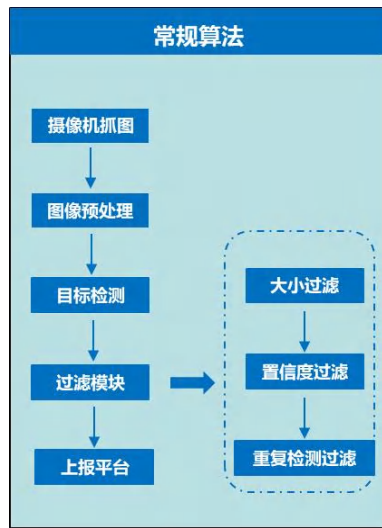 常规算法
摄像机抓图
图像预处理
目标检测
过滤模块
上报平台
大小过滤
置信度过滤
重复检测过滤